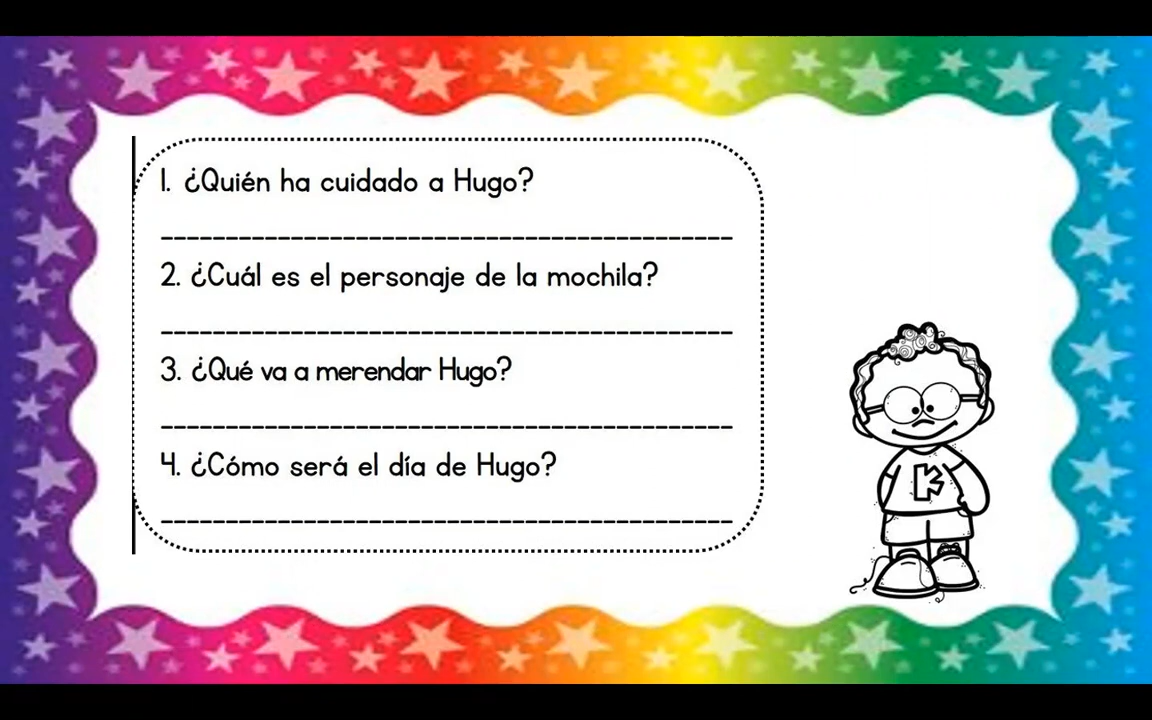 1. ¿Quién ha cuidado a Hugo?
2. ¿Cuál es el personaje de la mochila?
3. ¿Qué va a merendar Hugo?
4. ¿Cómo será el día de Hugo?
K